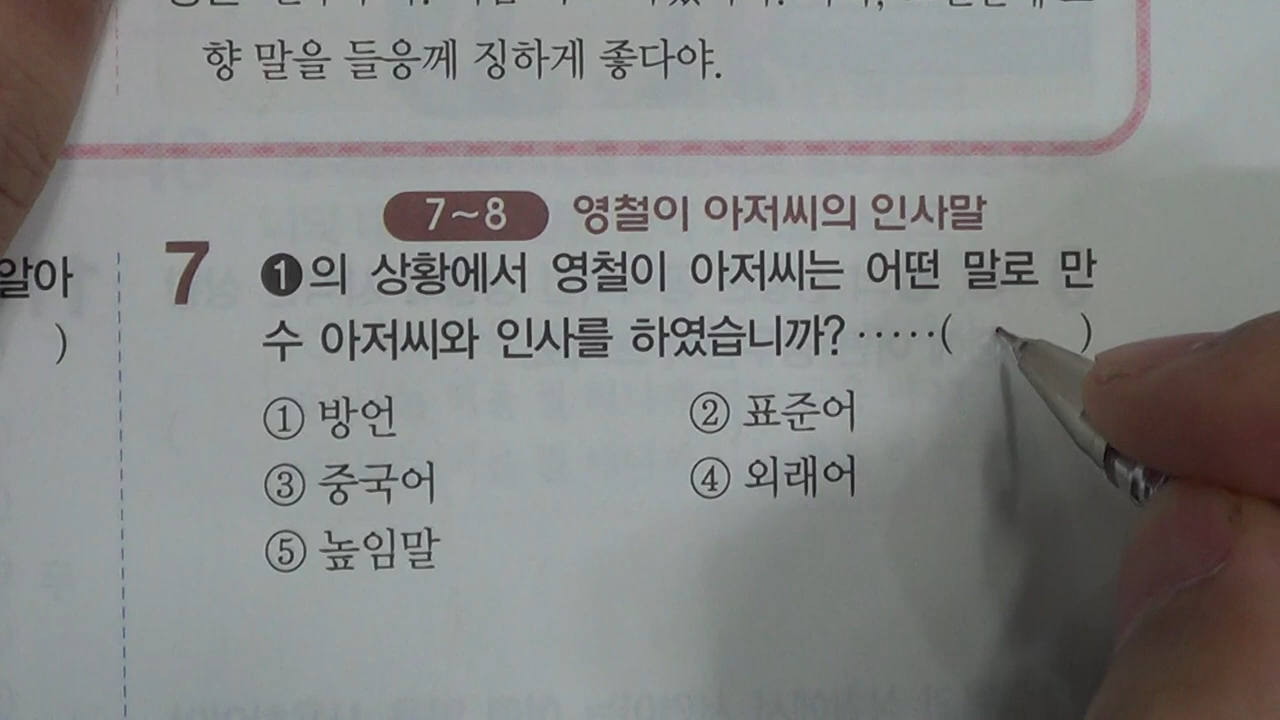 향 말을 들응께 징하게 좋다야.
7~8 영철이 아저씨의 인사말
알아
)
7 ❶의 상황에서 영철이 아저씨는 어떤 말로 만
수 아저씨와 인사를 하였습니까? ·····( )
① 방언 ② 표준어
③ 중국어 ④ 외래어
⑤ 높임말